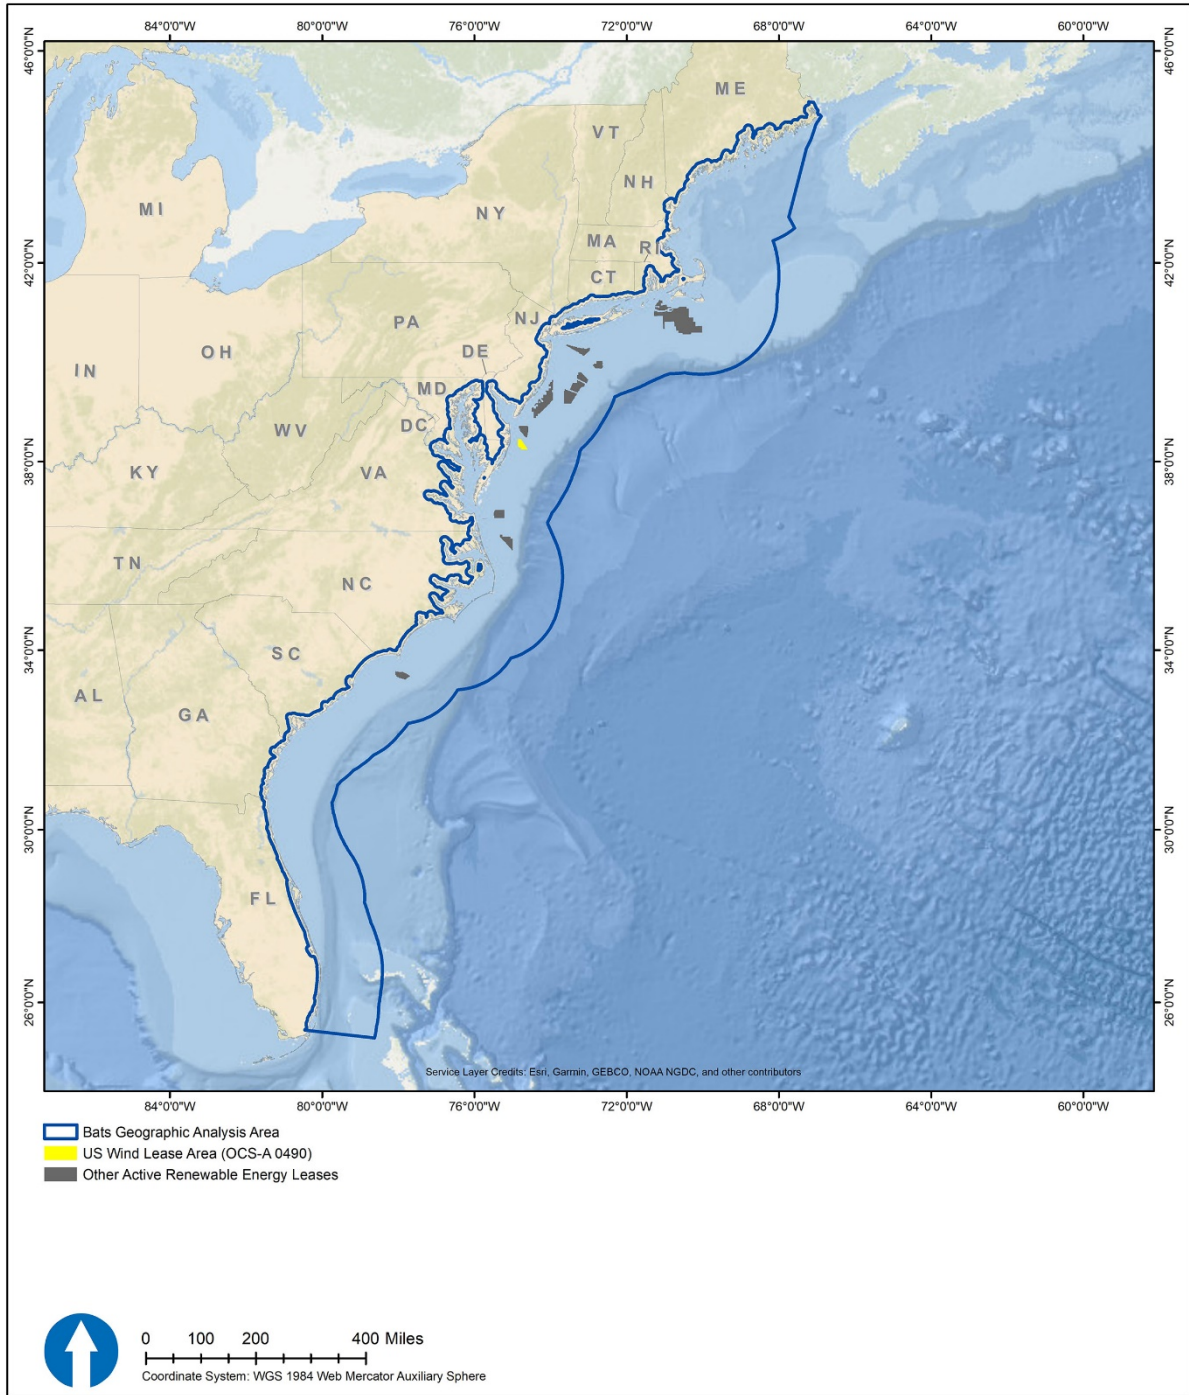 84°0'0"W 80°0'0"W 76°0'0"W 72°0'0"W 68°0'0"W 64°0'0"W 60°0'0"W
46°0'0"N 46°0'0"N
ME
VT
NH
MI
NY
MA RI
42°0'0"N 42°0'0"N
CT
PA NJ
OH
DE
IN
MD
DC
WV
38°0'0"N 38°0'0"N
KY VA
TN
NC
34°0'0"N 34°0'0"N
SC
AL
GA
30°0'0"N 30°0'0"N
FL
26°0'0"N 26°0'0"N
Service Layer Credits: Esri, Garmin, GEBCO, NOAA NGDC, and other contributors
84°0'0"W 80°0'0"W 76°0'0"W 72°0'0"W 68°0'0"W 64°0'0"W 60°0'0"W
Bats Geographic Analysis Area
US Wind Lease Area (OCS-A 0490)
Other Active Renewable Energy Leases
0 100 200 400 Miles
Coordinate System: WGS 1984 Web Mercator Auxiliary Sphere